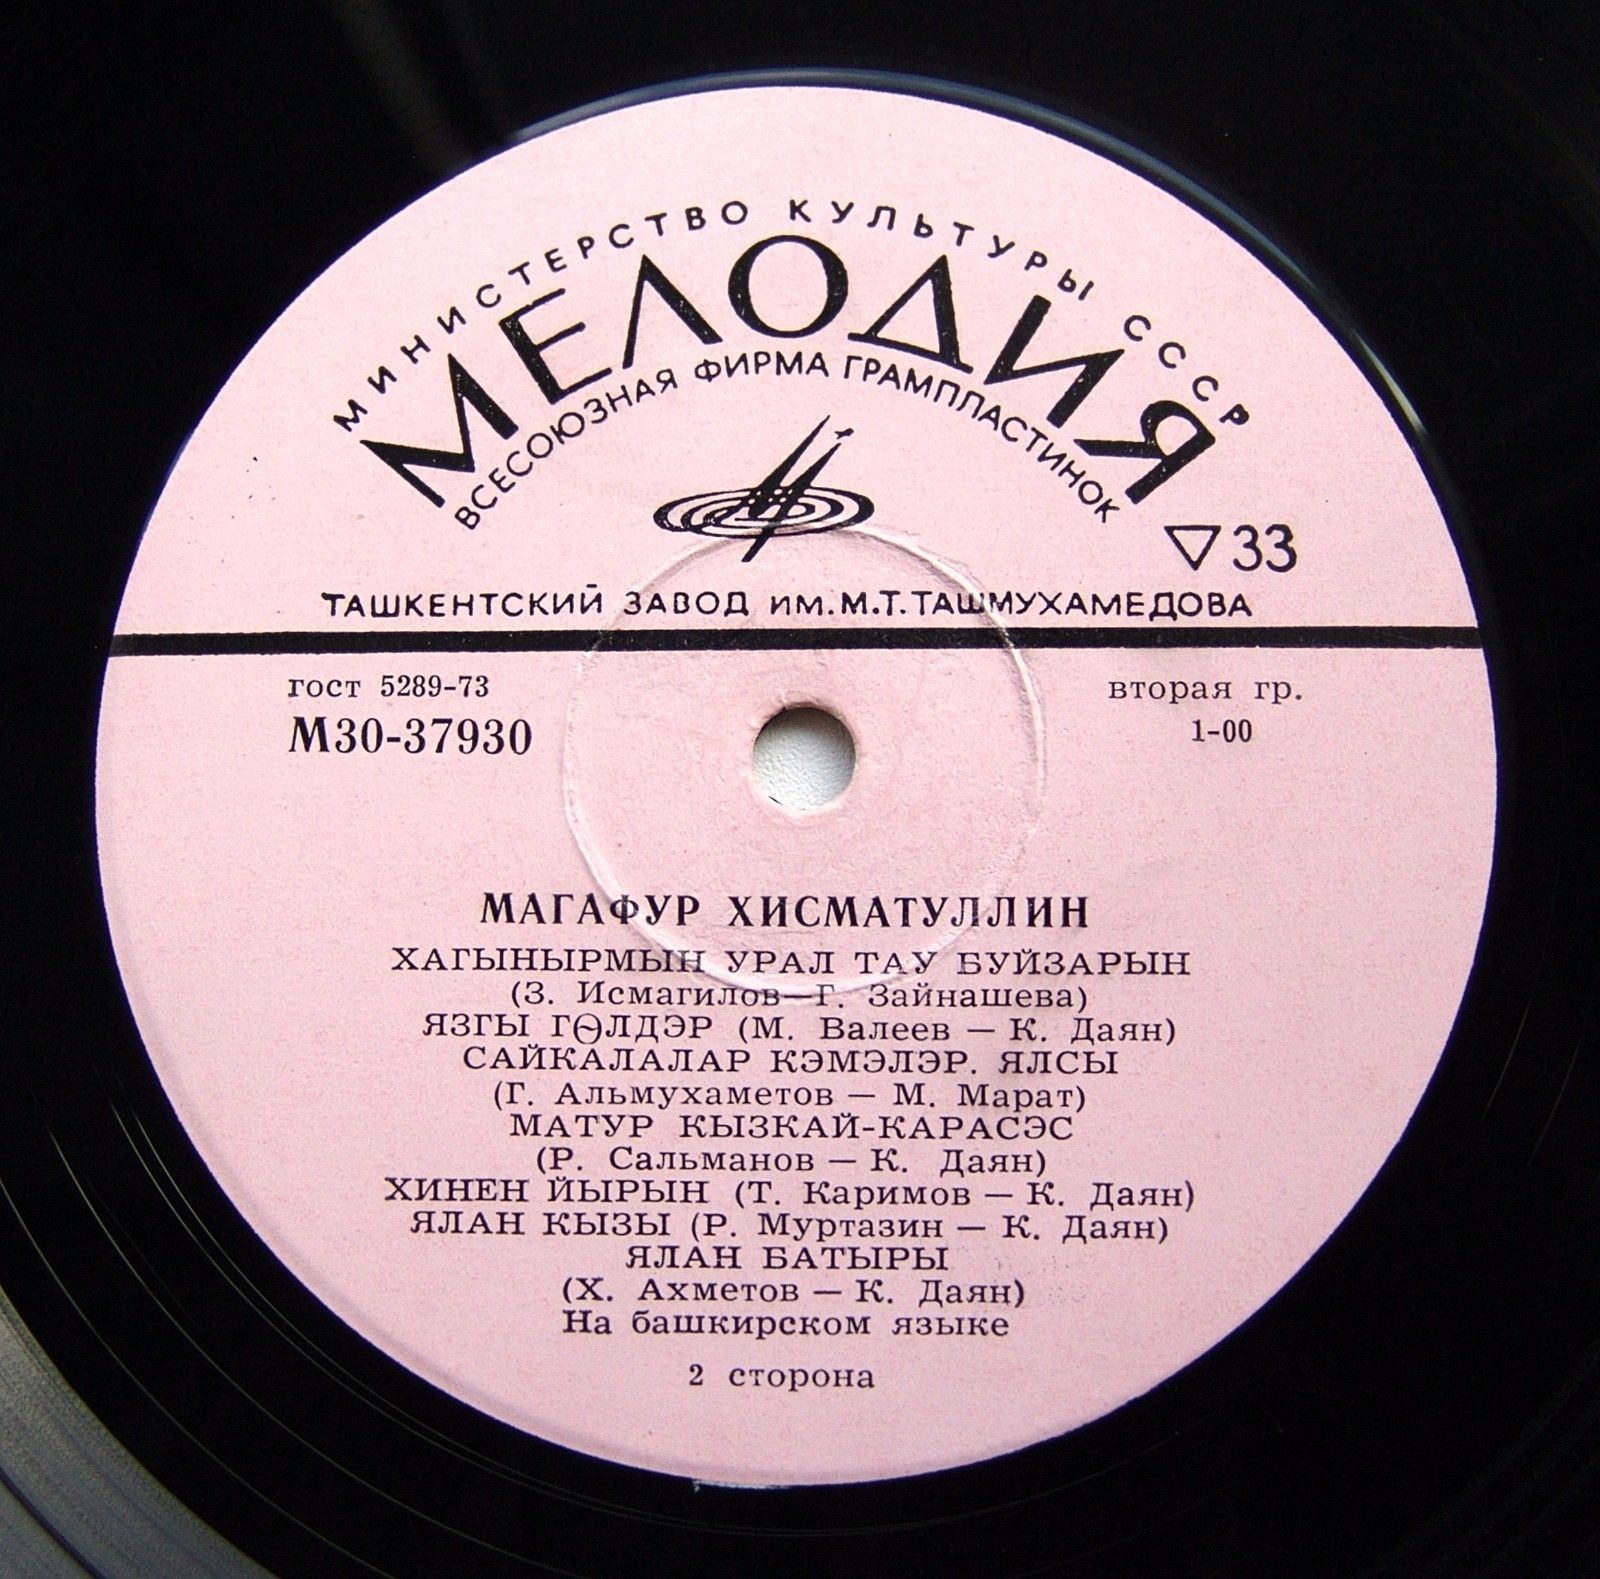 МИНИСТЕРСТВО КУЛЬТУРЫ СССР
МЕЛОДИЯ
ВСЕСОЮЗНАЯ ФИРМА ГРАМПЛАСТИНОК
▽33
ТАШКЕНТСКИЙ ЗАВОД ИМ.М.Т.ТАШМУХАМЕДОВА
гост 5289-73
вторая гр.
М30-37930
1-00
МАГАФУР ХИСМАТУЛЛИН
ХАГЫНЫРМЫН УРАЛ ТАУ БУЙЗАРЫН
(З. Исмагилов—Г. Зайнашева)
ЯЗГЫ ГӨЛДЭР (М. Валеев — К. Даян)
САЙКАЛАЛАР КЭМЭЛЭР. ЯЛСЫ
(Г. Альмухаметов — М. Марат)
МАТУР КЫЗКАЙ-КАРАСЭС
(Р. Сальманов — К. Даян)
ХИНЕН ЙЫРЫН (Т. Каримов — К. Даян)
ЯЛАН КЫЗЫ (Р. Муртазин — К. Даян)
ЯЛАН БАТЫРЫ
(Х. Ахметов — К. Даян)
На башкирском языке
2 сторона